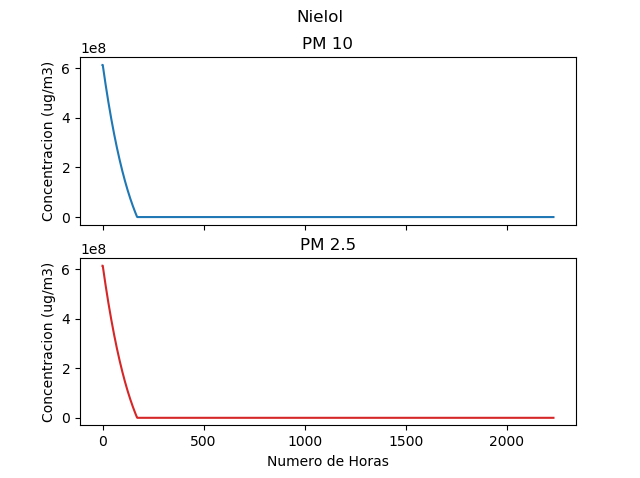 Nielol
PM 10
1e8
6
4
2
0
Concentracion (ug/m3)
PM 2.5
1e8
6
4
2
0
Concentracion (ug/m3)
0 500 1000 1500 2000
Numero de Horas